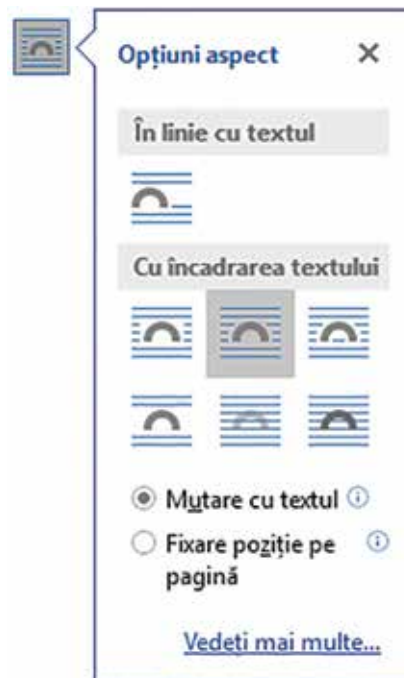 Opțiuni aspect
În linie cu textul
Cu încadrarea textului
Mutare cu textul
Fixare poziție pe
pagină
Vedeți mai multe...